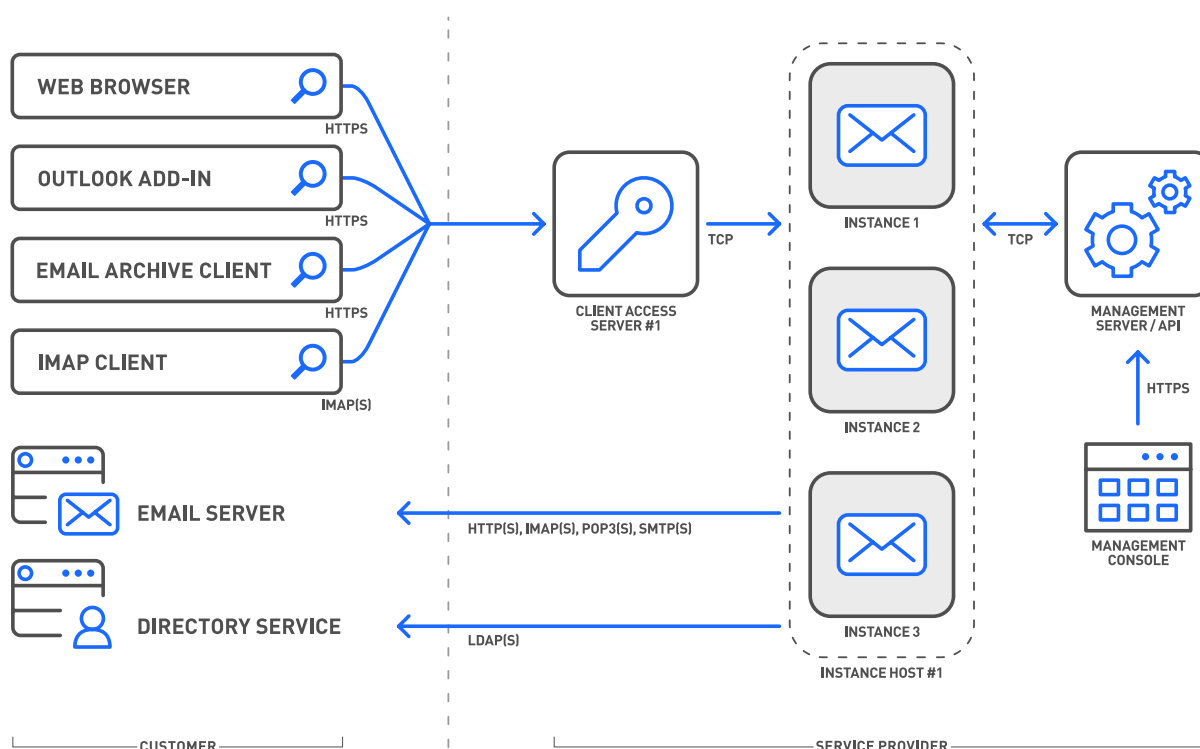 WEB BROWSER
HTTPS
OUTLOOK ADD-IN
HTTPS
EMAIL ARCHIVE CLIENT
HTTPS
IMAP CLIENT
IMAP(S)
EMAIL SERVER
DIRECTORY SERVICE
CLIENT ACCESS
SERVER #1
TCP
HTTP(S), IMAP(S), POP3(S), SMTP(S)
LDAP(S)
INSTANCE 1
INSTANCE 2
INSTANCE 3
INSTANCE HOST #1
TCP
MANAGEMENT
SERVER / API
HTTPS
MANAGEMENT
CONSOLE
CUSTOMER
SERVICE PROVIDER